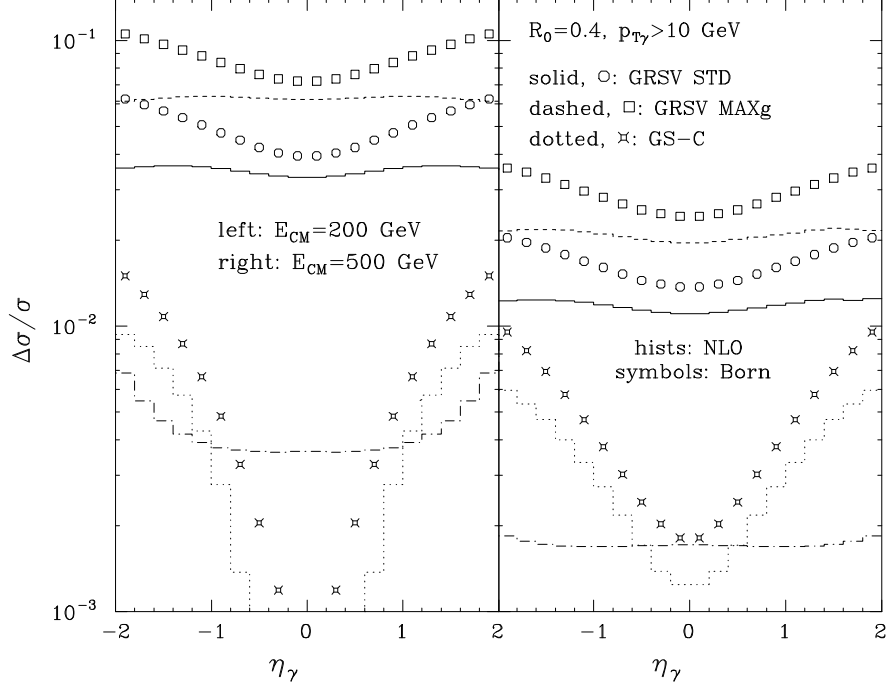 10⁻¹
R₀=0.4, p_Tγ>10 GeV
solid, ○: GRSV STD
dashed, □: GRSV MAXg
dotted, ¤: GS−C
left: E_CM=200 GeV
right: E_CM=500 GeV
Δσ/σ
10⁻²
hists: NLO
symbols: Born
10⁻³
−2 −1 0 1 2 −1 0 1 2
η_γ η_γ